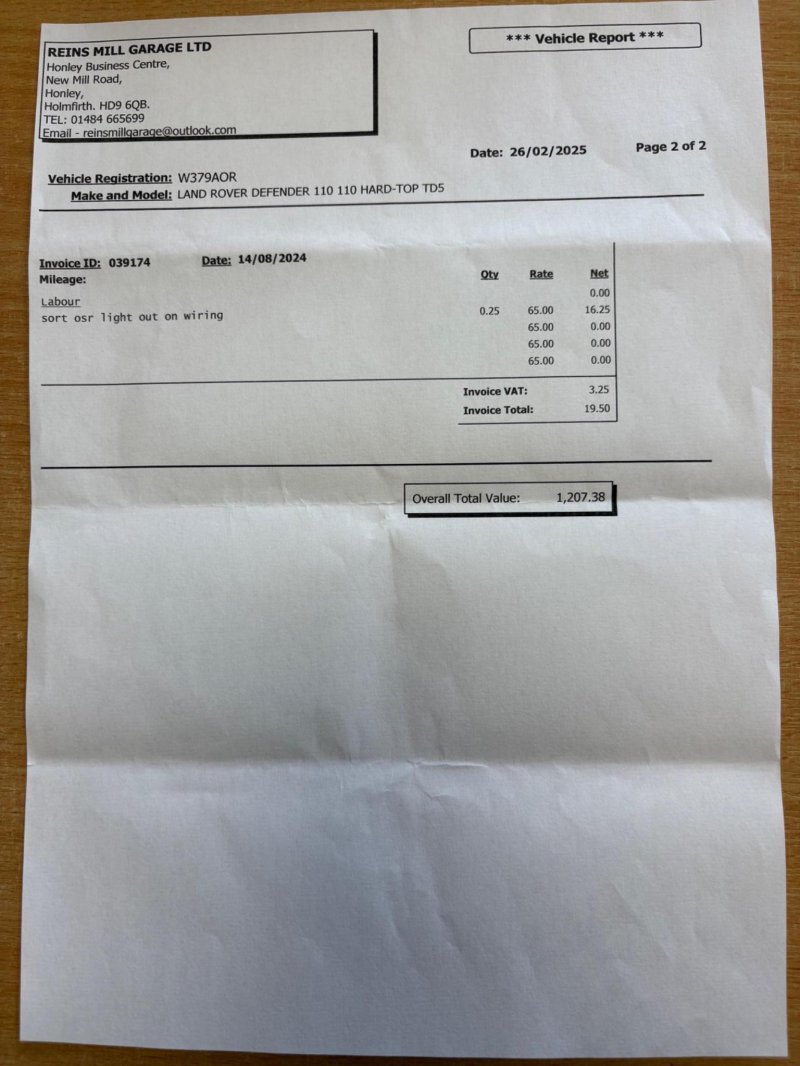 REINS MILL GARAGE LTD
Honley Business Centre,
New Mill Road,
Honley,
Holmfirth. HD9 6QB.
TEL: 01484 665699
Email - reinsmillgarage@outlook.com
*** Vehicle Report ***
Date: 26/02/2025 Page 2 of 2
Vehicle Registration: W379AOR
Make and Model: LAND ROVER DEFENDER 110 110 HARD-TOP TD5
Invoice ID: 039174 Date: 14/08/2024
Mileage:
Qty Rate Net
0.00
Labour
sort osr light out on wiring 0.25 65.00 16.25
65.00 0.00
65.00 0.00
65.00 0.00
Invoice VAT: 3.25
Invoice Total: 19.50
Overall Total Value: 1,207.38